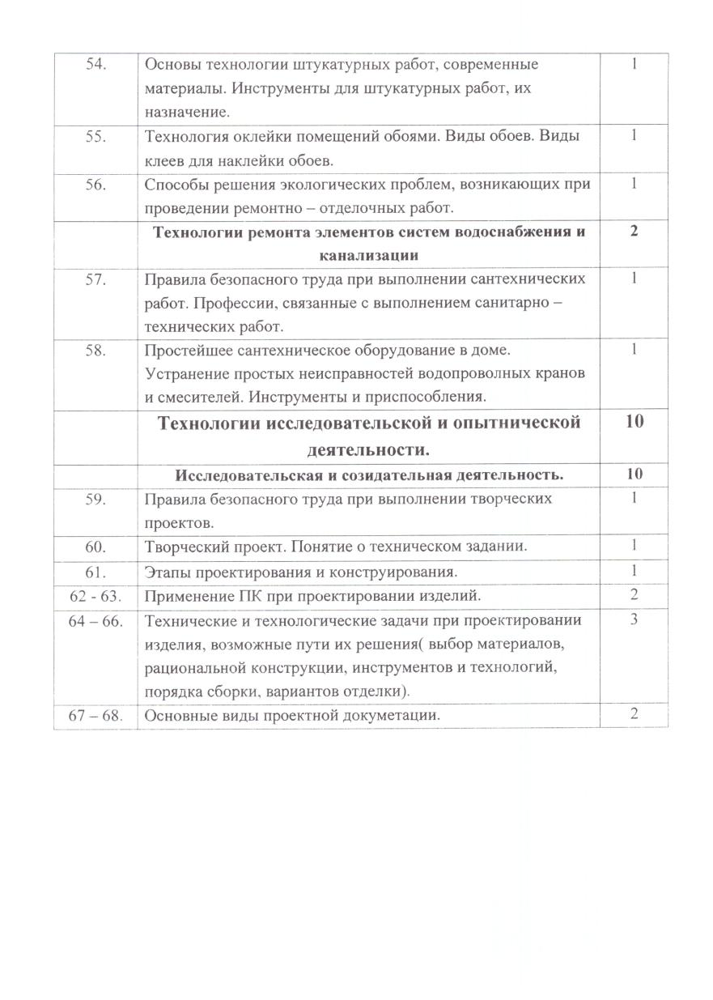 54. Основы технологии штукатурных работ, современные 1
материалы. Инструменты для штукатурных работ, их
назначение.
55. Технология оклейки помещений обоями. Виды обоев. Виды 1
клеев для наклейки обоев.
56. Способы решения экологических проблем, возникающих при 1
проведении ремонтно – отделочных работ.
Технологии ремонта элементов систем водоснабжения и 2
канализации
57. Правила безопасного труда при выполнении сантехнических 1
работ. Профессии, связанные с выполнением санитарно –
технических работ.
58. Простейшее сантехническое оборудование в доме. 1
Устранение простых неисправностей водопроволных кранов
и смесителей. Инструменты и приспособления.
Технологии исследовательской и опытнической 10
деятельности.
Исследовательская и созидательная деятельность. 10
59. Правила безопасного труда при выполнении творческих 1
проектов.
60. Творческий проект. Понятие о техническом задании. 1
61. Этапы проектирования и конструирования. 1
62 - 63. Применение ПК при проектировании изделий. 2
64 – 66. Технические и технологические задачи при проектировании 3
изделия, возможные пути их решения( выбор материалов,
рациональной конструкции, инструментов и технологий,
порядка сборки, вариантов отделки).
67 – 68. Основные виды проектной докуметации. 2